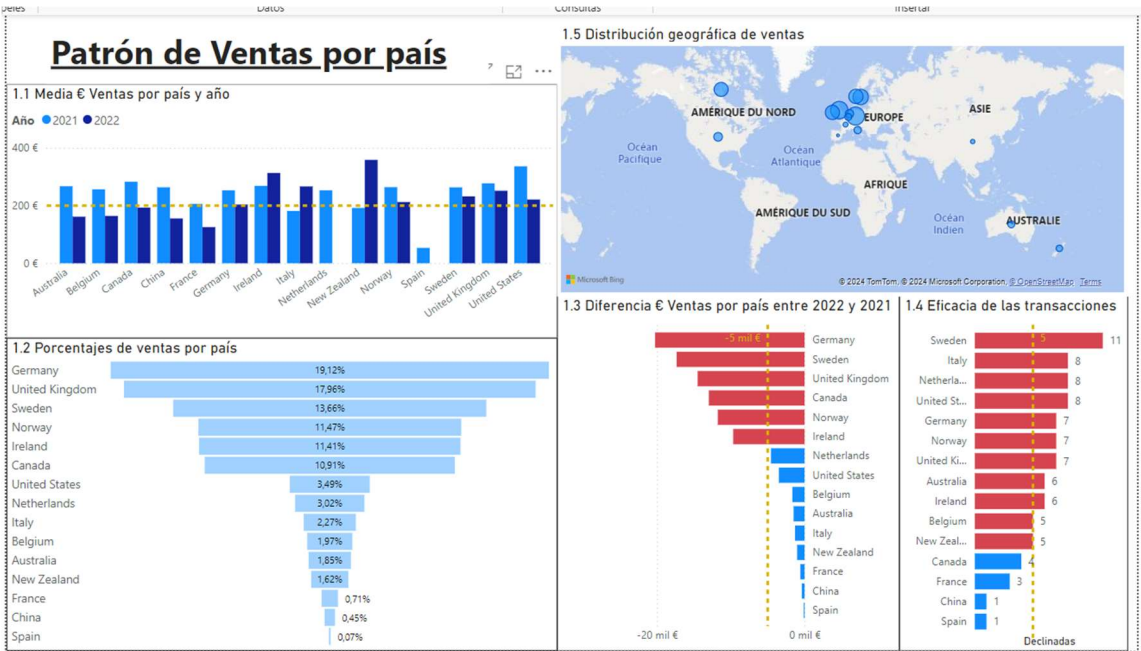 Datos
Consultas
Insertar
Patrón de Ventas por país
1.1 Media € Ventas por país y año
Año 2021 2022
400 €
200 €
0 €
Australia
Belgium
Canada
China
France
Germany
Ireland
Italy
Netherlands
New Zealand
Norway
Spain
Sweden
United Kingdom
United States
1.2 Porcentajes de ventas por país
Germany 19,12%
United Kingdom 17,96%
Sweden 13,66%
Norway 11,47%
Ireland 11,41%
Canada 10,91%
United States 3,49%
Netherlands 3,02%
Italy 2,27%
Belgium 1,97%
Australia 1,85%
New Zealand 1,62%
France 0,71%
China 0,45%
Spain 0,07%
1.5 Distribución geográfica de ventas
AMÉRIQUE DU NORD
EUROPE
ASIE
Océan
Pacifique
Océan
Atlantique
AFRIQUE
AMÉRIQUE DU SUD
Océan
Indien
AUSTRALIE
Microsoft Bing
© 2024 TomTom, © 2024 Microsoft Corporation, © OpenStreetMap Terms
1.3 Diferencia € Ventas por país entre 2022 y 2021
-5 mil €
Germany
Sweden
United Kingdom
Canada
Norway
Ireland
Netherlands
United States
Belgium
Australia
Italy
New Zealand
France
China
Spain
-20 mil € 0 mil €
1.4 Eficacia de las transacciones
Sweden 5 11
Italy 8
Netherla... 8
United St... 8
Germany 7
Norway 7
United Ki... 7
Australia 6
Ireland 6
Belgium 5
New Zeal... 5
Canada 4
France 3
China 1
Spain 1
Declinadas